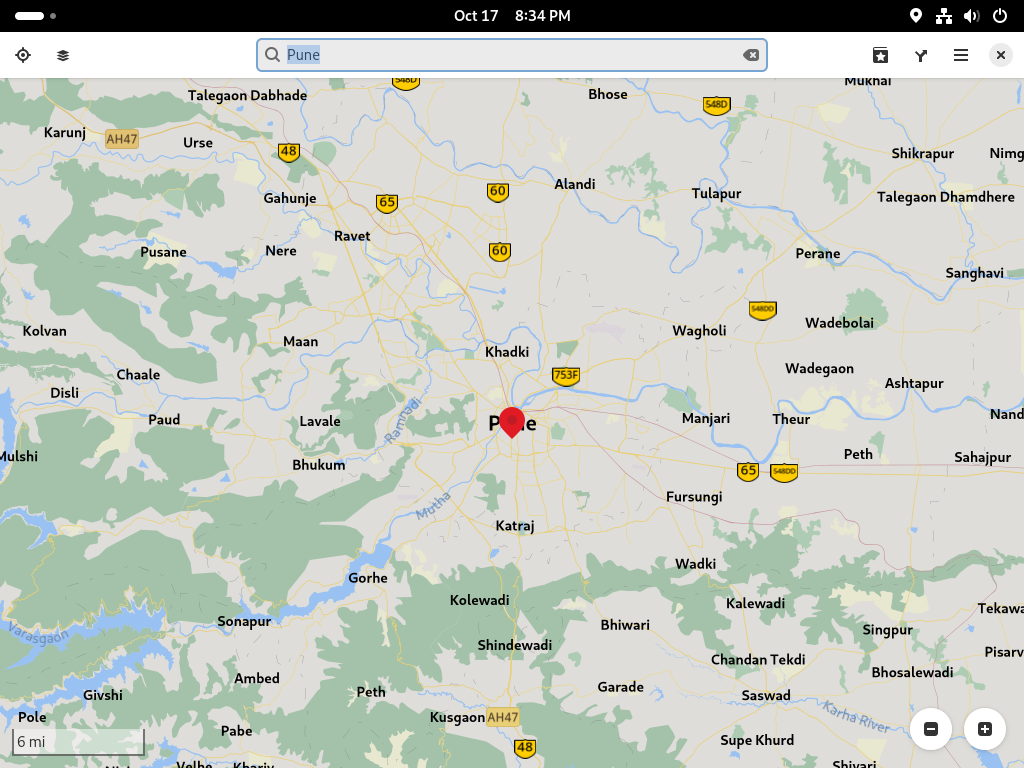 Oct 17 8:34 PM
Pune
548D
Mukhai
Talegaon Dabhade
Bhose
548D
Karunj
AH47
Urse
48
Shikrapur
Nimg
Alandi
60
Tulapur
Talegaon Dhamdhere
Gahunje
65
Ravet
Nere
Pusane
60
Perane
Sanghavi
548DD
Kolvan
Maan
Khadki
Wagholi
Wadebolai
Chaale
753F
Wadegaon
Disli
Ashtapur
Ramnadi
Paud
Lavale
Manjari
Theur
Nand
Mulshi
Bhukum
Peth
Sahajpur
65
548DD
Mutha
Fursungi
Katraj
Gorhe
Wadki
Kolewadi
Kalewadi
Tekawa
Varasgaon
Sonapur
Bhiwari
Singpur
Shindewadi
Pisarv
Chandan Tekdi
Bhosalewadi
Ambed
Peth
Garade
Saswad
Givshi
Pole
Kusgaon
AH47
Karha River
Pabe
6 mi
48
Supe Khurd
Velhe
Khariv
Shivari